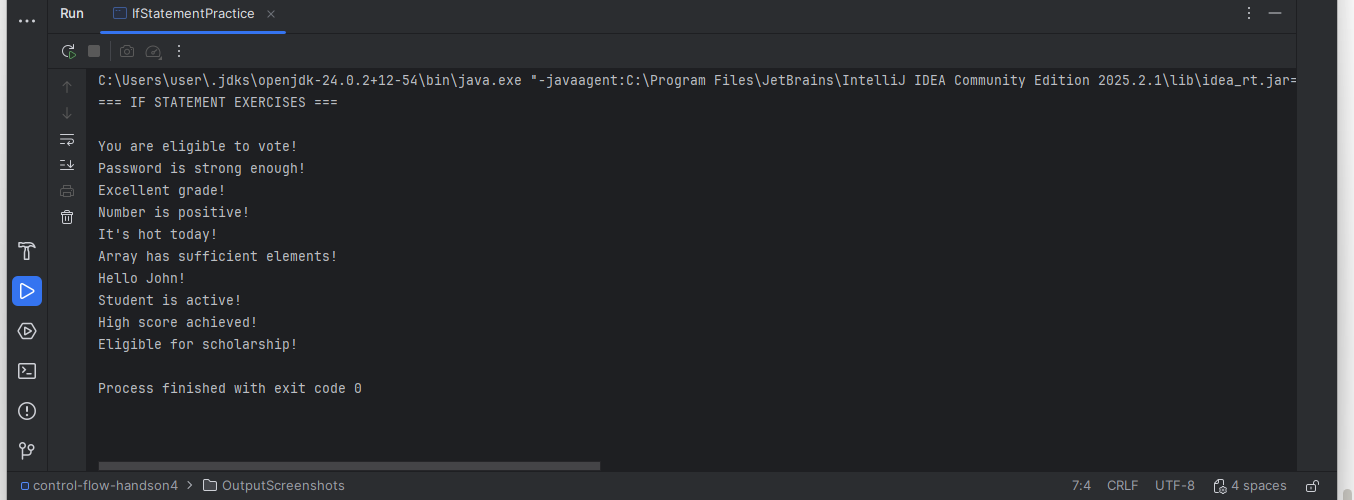 Run IfStatementPractice
C:\Users\user\.jdks\openjdk-24.0.2+12-54\bin\java.exe "-javaagent:C:\Program Files\JetBrains\IntelliJ IDEA Community Edition 2025.2.1\lib\idea_rt.jar=
=== IF STATEMENT EXERCISES ===
You are eligible to vote!
Password is strong enough!
Excellent grade!
Number is positive!
It's hot today!
Array has sufficient elements!
Hello John!
Student is active!
High score achieved!
Eligible for scholarship!
Process finished with exit code 0
control-flow-handson4 > OutputScreenshots 7:4 CRLF UTF-8 4 spaces